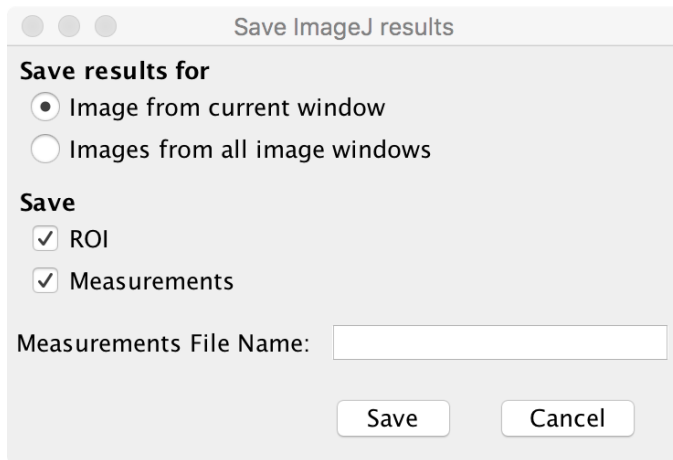 Save ImageJ results
Save results for
Image from current window
Images from all image windows
Save
ROI
Measurements
Measurements File Name:
Save Cancel